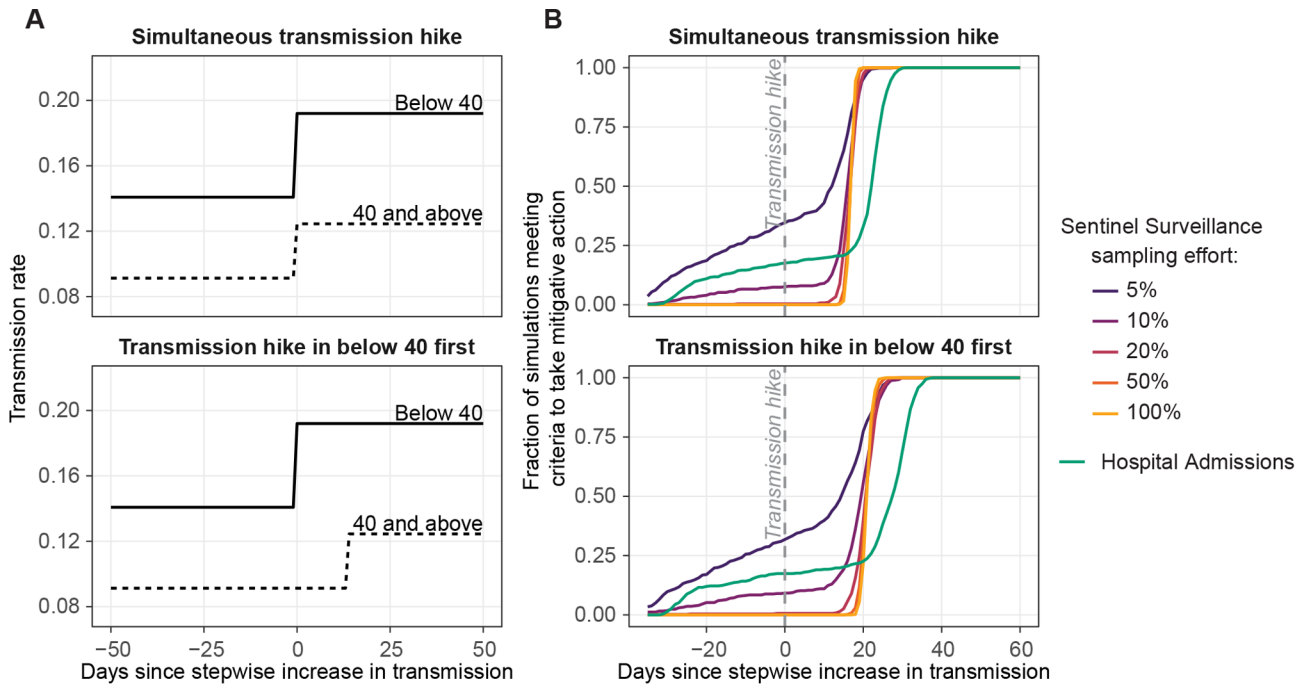 A
Simultaneous transmission hike
0.20
0.16
0.12
0.08
Below 40
40 and above
Transmission hike in below 40 first
0.20
0.16
0.12
0.08
Below 40
40 and above
−50
−25
0
25
50
Days since stepwise increase in transmission
Transmission rate
B
Simultaneous transmission hike
1.00
0.75
0.50
0.25
0.00
Transmission hike
Transmission hike in below 40 first
1.00
0.75
0.50
0.25
0.00
Transmission hike
−20
0
20
40
60
Days since stepwise increase in transmission
Fraction of simulations meeting
criteria to take mitigative action
Sentinel Surveillance
sampling effort:
5%
10%
20%
50%
100%
Hospital Admissions